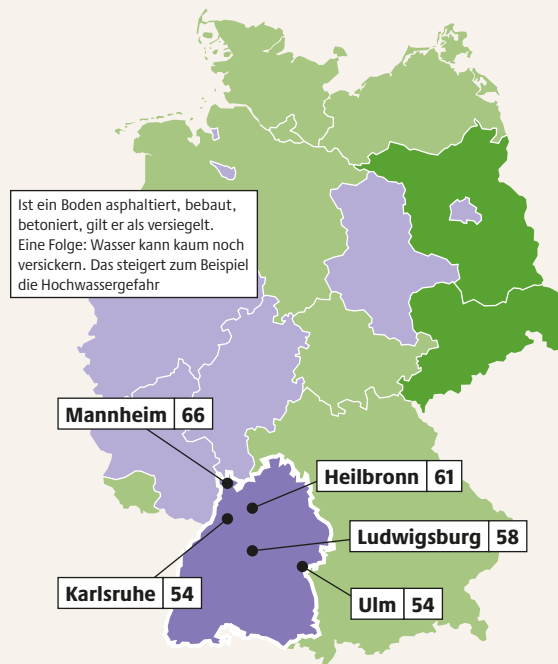 Ist ein Boden asphaltiert, bebaut,
betoniert, gilt er als versiegelt.
Eine Folge: Wasser kann kaum noch
versickern. Das steigert zum Beispiel
die Hochwassergefahr
Mannheim 66
Heilbronn 61
Ludwigsburg 58
Karlsruhe 54
Ulm 54